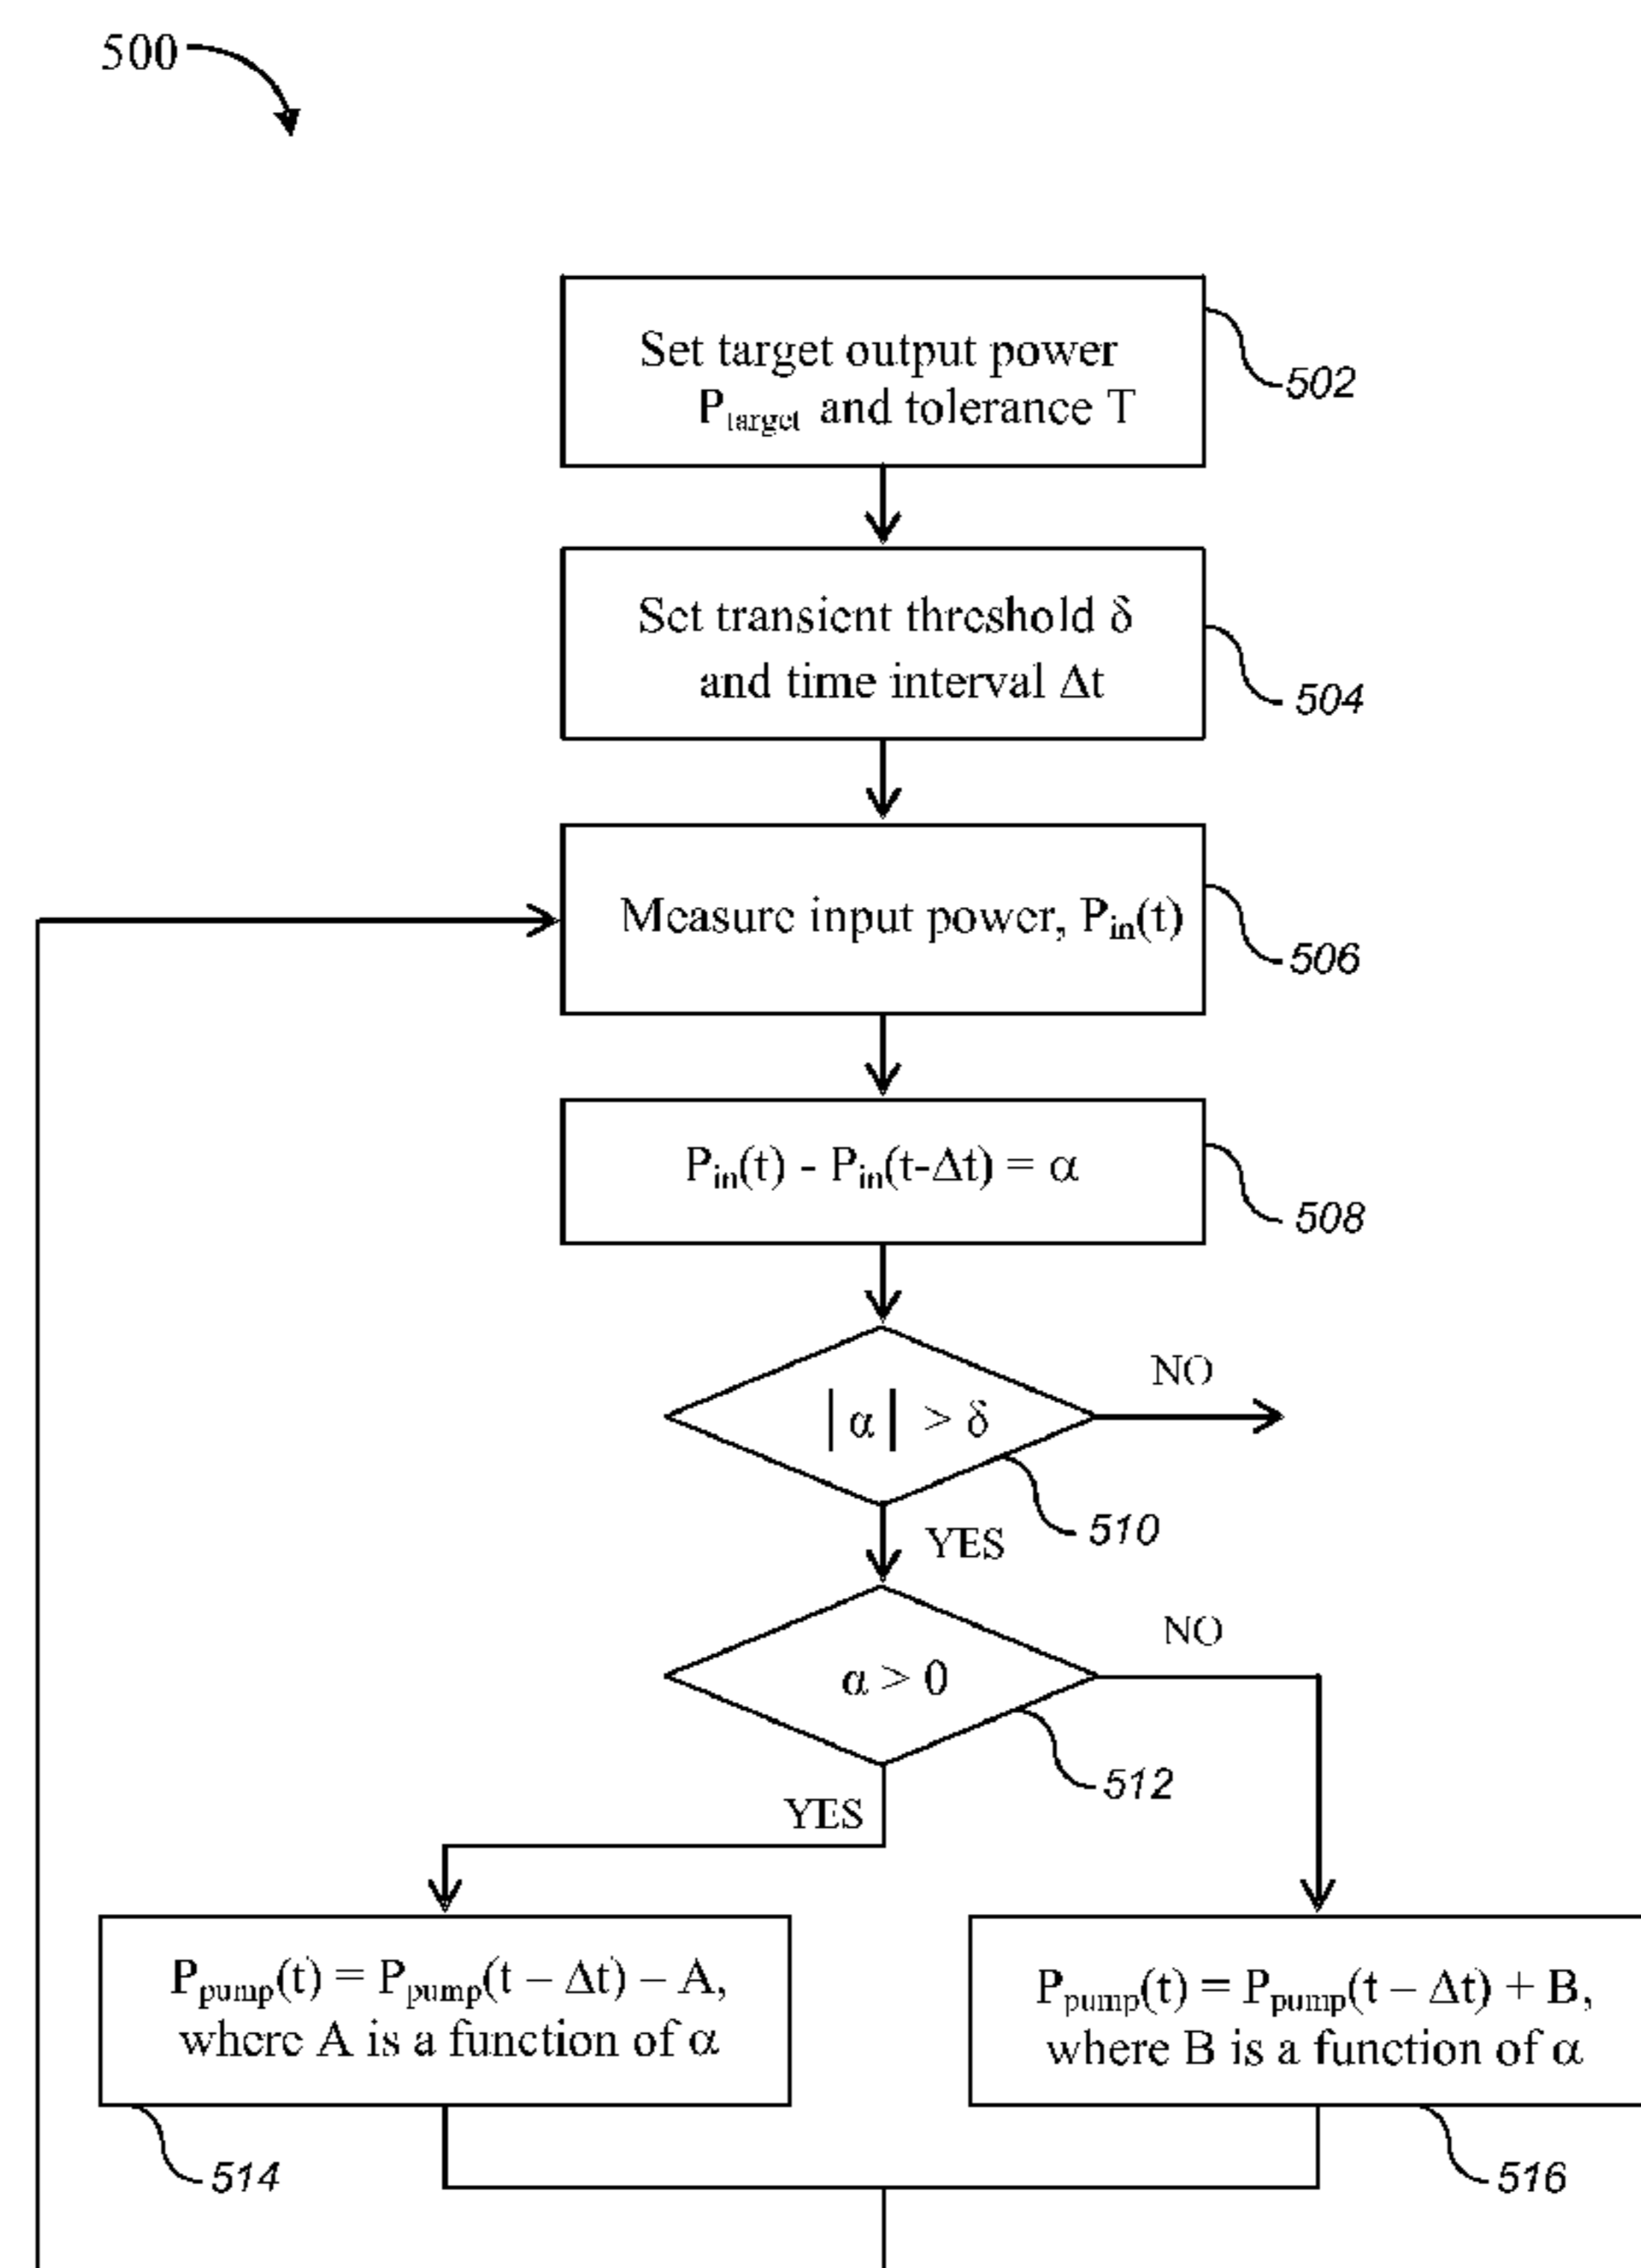 500
Set target output power
P_target and tolerance T
502
Set transient threshold δ
and time interval Δt
504
Measure input power, P_in(t)
506
P_in(t) - P_in(t-Δt) = α
508
|α| > δ
NO
510
YES
α > 0
NO
512
YES
P_pump(t) = P_pump(t – Δt) – A,
where A is a function of α
514
P_pump(t) = P_pump(t – Δt) + B,
where B is a function of α
516